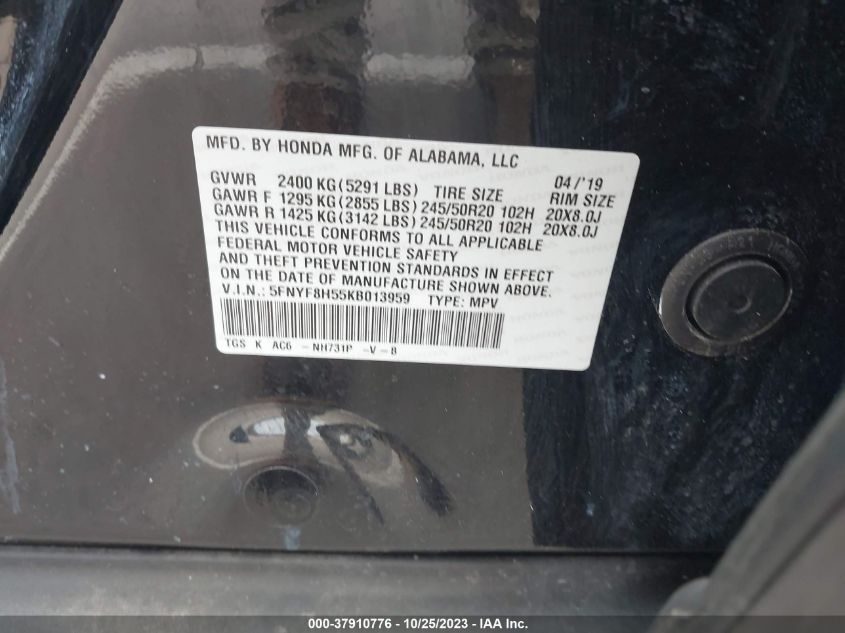 MFD. BY HONDA MFG. OF ALABAMA, LLC
GVWR 2400 KG(5291 LBS) TIRE SIZE 04/'19 RIM SIZE
GAWR F 1295 KG(2855 LBS) 245/50R20 102H 20X8.0J
GAWR R 1425 KG(3142 LBS) 245/50R20 102H 20X8.0J
THIS VEHICLE CONFORMS TO ALL APPLICABLE
FEDERAL MOTOR VEHICLE SAFETY
AND THEFT PREVENTION STANDARDS IN EFFECT
ON THE DATE OF MANUFACTURE SHOWN ABOVE.
V.I.N.: 5FNYF8H55KB013959 TYPE: MPV
TGS K AC6 -NH731P -V-B
000-37910776 - 10/25/2023 - IAA Inc.